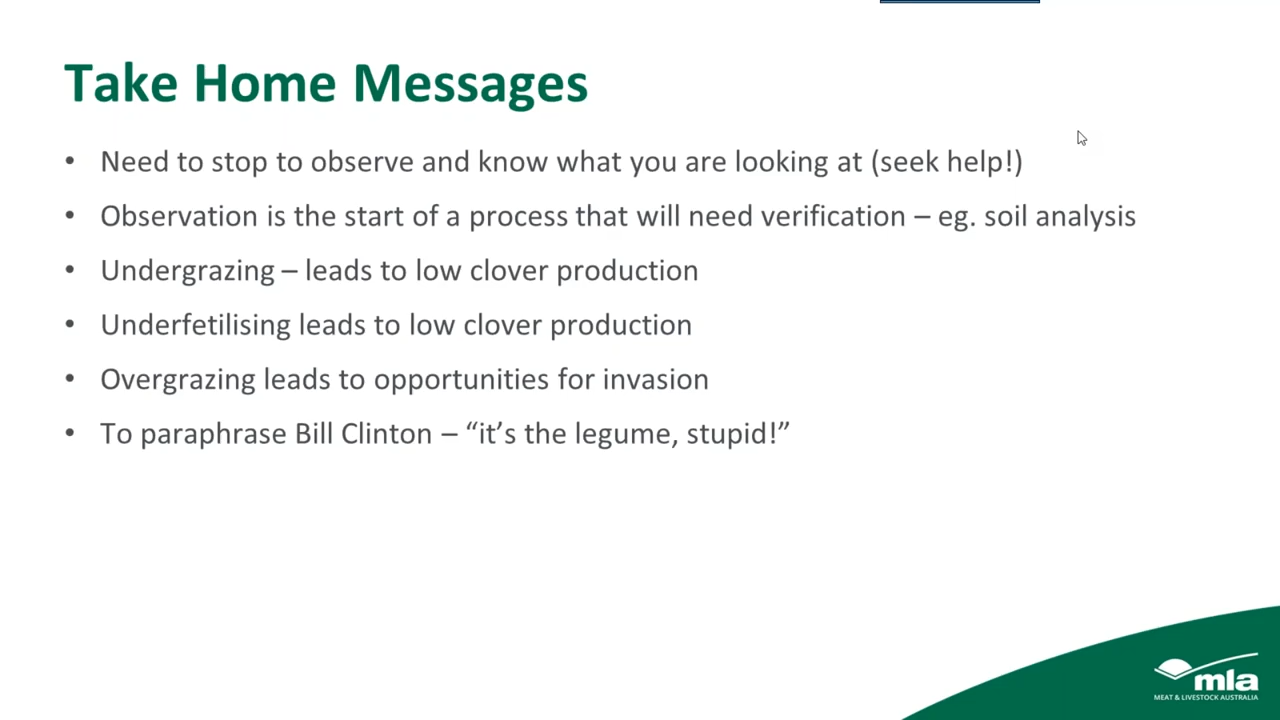 Take Home Messages
• Need to stop to observe and know what you are looking at (seek help!)
• Observation is the start of a process that will need verification – eg. soil analysis
• Undergrazing – leads to low clover production
• Underfetilising leads to low clover production
• Overgrazing leads to opportunities for invasion
• To paraphrase Bill Clinton – “it’s the legume, stupid!”
mla
MEAT & LIVESTOCK AUSTRALIA